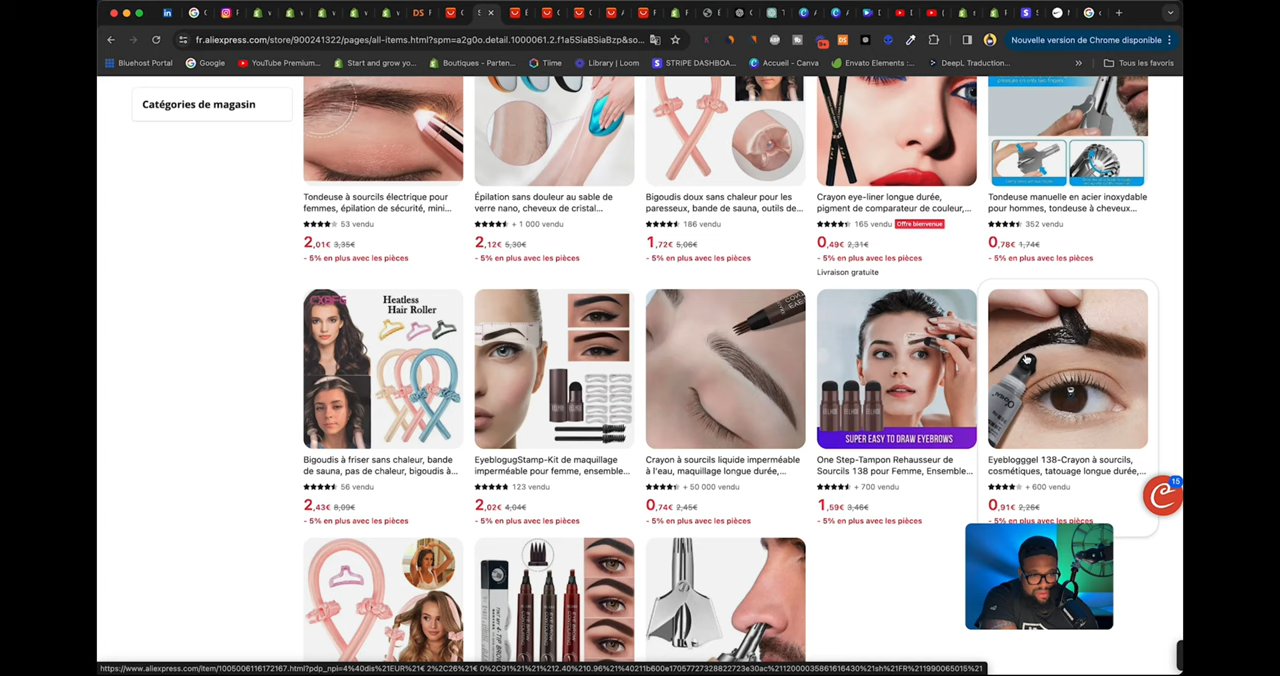 fr.aliexpress.com/store/900241322/pages/all-items.html?spm=a2g0o.detail.1000061.2.f1a5SiaBSiaBzp&so...
Nouvelle version de Chrome disponible
Bluehost Portal
Google
YouTube Premium...
Start and grow yo...
Boutiques - Parten...
Tilme
Library | Loom
STRIPE DASHBOA...
Accueil - Canva
Envato Elements :...
DeepL Traduction...
Tous les favoris
Catégories de magasin
Tondeuse à sourcils électrique pour
femmes, épilation de sécurité, mini...
53 vendu
2,01€ 3,35€
- 5% en plus avec les pièces
Épilation sans douleur au sable de
verre nano, cheveux de cristal...
+ 1 000 vendu
2,12€ 5,30€
- 5% en plus avec les pièces
Bigoudis doux sans chaleur pour les
paresseux, bande de sauna, outils de...
186 vendu
1,72€ 5,06€
- 5% en plus avec les pièces
Crayon eye-liner longue durée,
pigment de comparateur de couleur,...
165 vendu Offre bienvenue
0,49€ 2,31€
- 5% en plus avec les pièces
Livraison gratuite
Tondeuse manuelle en acier inoxydable
pour hommes, tondeuse à cheveux...
352 vendu
0,78€ 1,74€
- 5% en plus avec les pièces
Heatless
Hair Roller
Bigoudis à friser sans chaleur, bande
de sauna, pas de chaleur, bigoudis à...
56 vendu
2,43€ 8,09€
- 5% en plus avec les pièces
EyeblogugStamp-Kit de maquillage
imperméable pour femme, ensemble...
123 vendu
2,02€ 4,04€
- 5% en plus avec les pièces
Crayon à sourcils liquide imperméable
à l'eau, maquillage longue durée,...
+ 50 000 vendu
0,74€ 2,45€
- 5% en plus avec les pièces
SUPER EASY TO DRAW EYEBROWS
One Step-Tampon Rehausseur de
Sourcils 138 pour Femme, Ensemble...
+ 700 vendu
1,59€ 3,46€
- 5% en plus avec les pièces
Eyeblogggel 138-Crayon à sourcils,
cosmétiques, tatouage longue durée,...
+ 600 vendu
0,91€ 2,26€
- 5% en plus avec les pièces
15